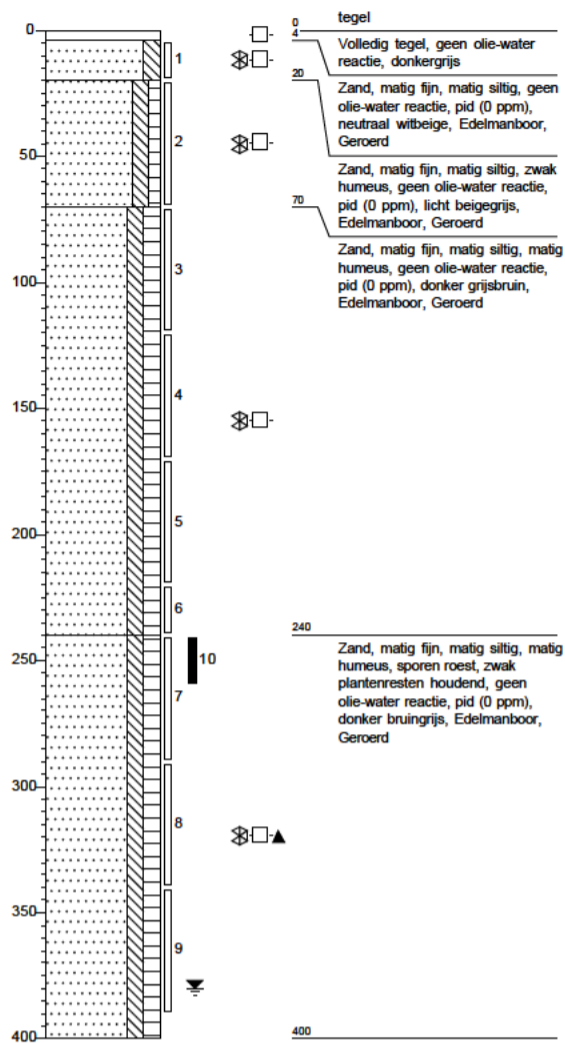 0
50
100
150
200
250
300
350
400
1
2
3
4
5
6
10
7
8
9
0
tegel
4
Volledig tegel, geen olie-water
reactie, donkergrijs
20
Zand, matig fijn, matig siltig, geen
olie-water reactie, pid (0 ppm),
neutraal witbeige, Edelmanboor,
Geroerd
Zand, matig fijn, matig siltig, zwak
humeus, geen olie-water reactie,
pid (0 ppm), licht beigegrijs,
Edelmanboor, Geroerd
70
Zand, matig fijn, matig siltig, matig
humeus, geen olie-water reactie,
pid (0 ppm), donker grijsbruin,
Edelmanboor, Geroerd
240
Zand, matig fijn, matig siltig, matig
humeus, sporen roest, zwak
plantenresten houdend, geen
olie-water reactie, pid (0 ppm),
donker bruingrijs, Edelmanboor,
Geroerd
400